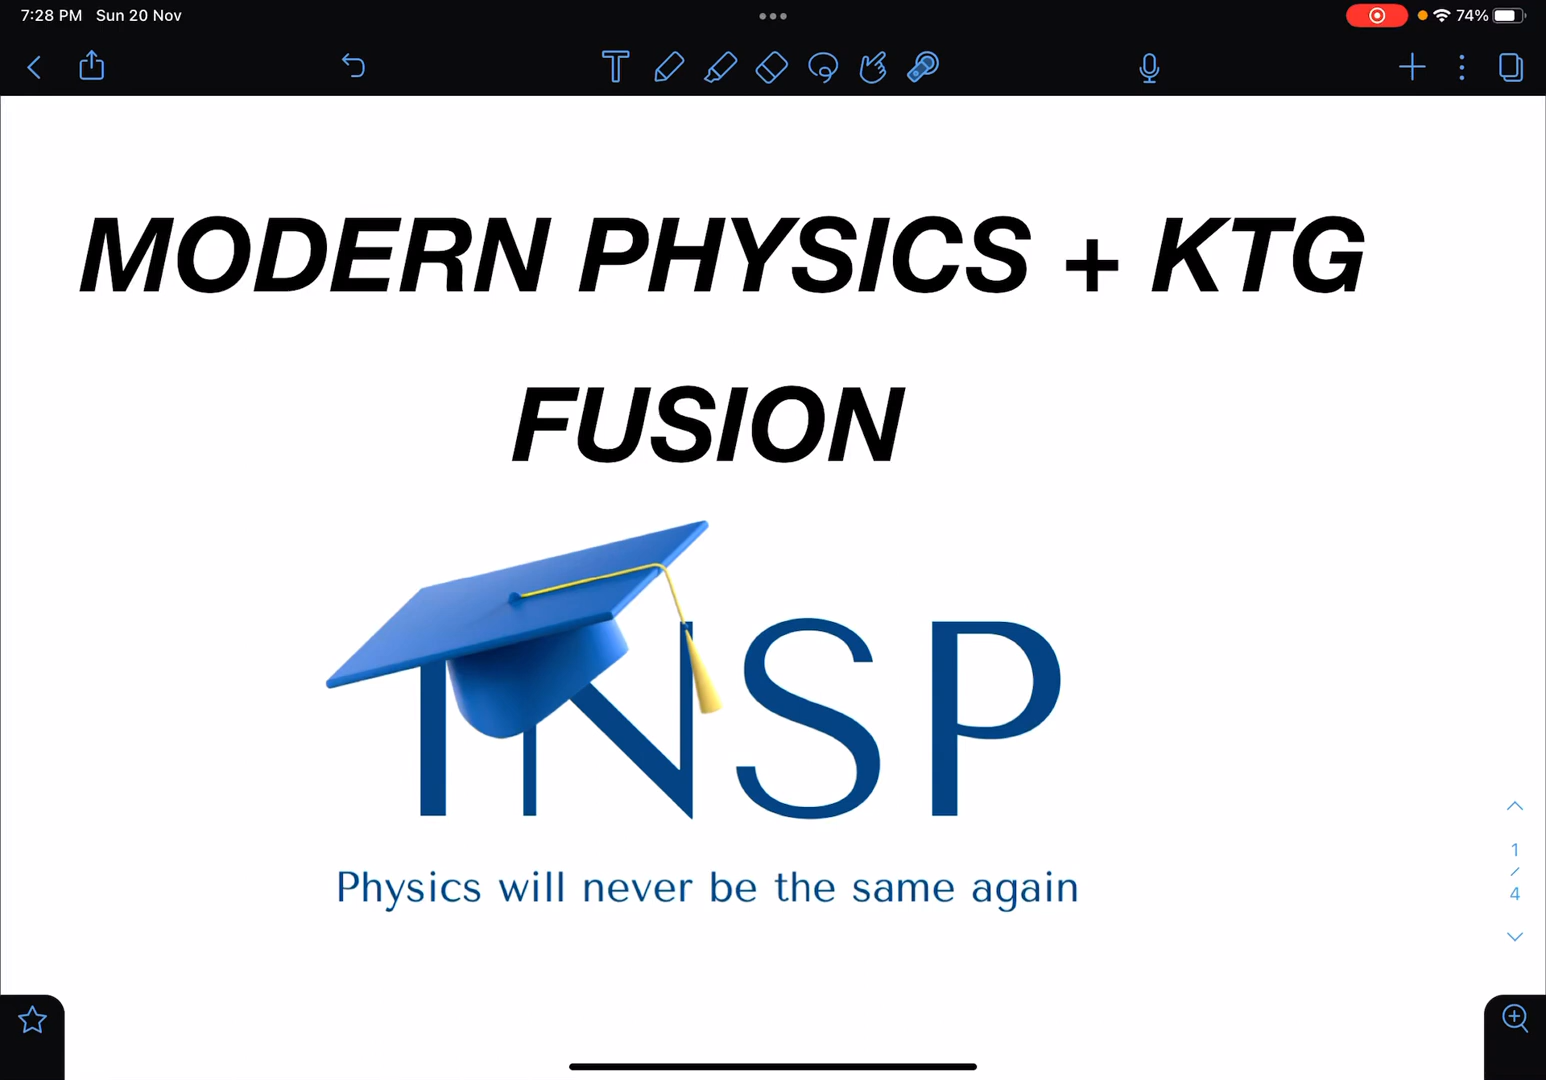 7:28 PM Sun 20 Nov
74%
MODERN PHYSICS + KTG
FUSION
INSP
Physics will never be the same again
1
/
4